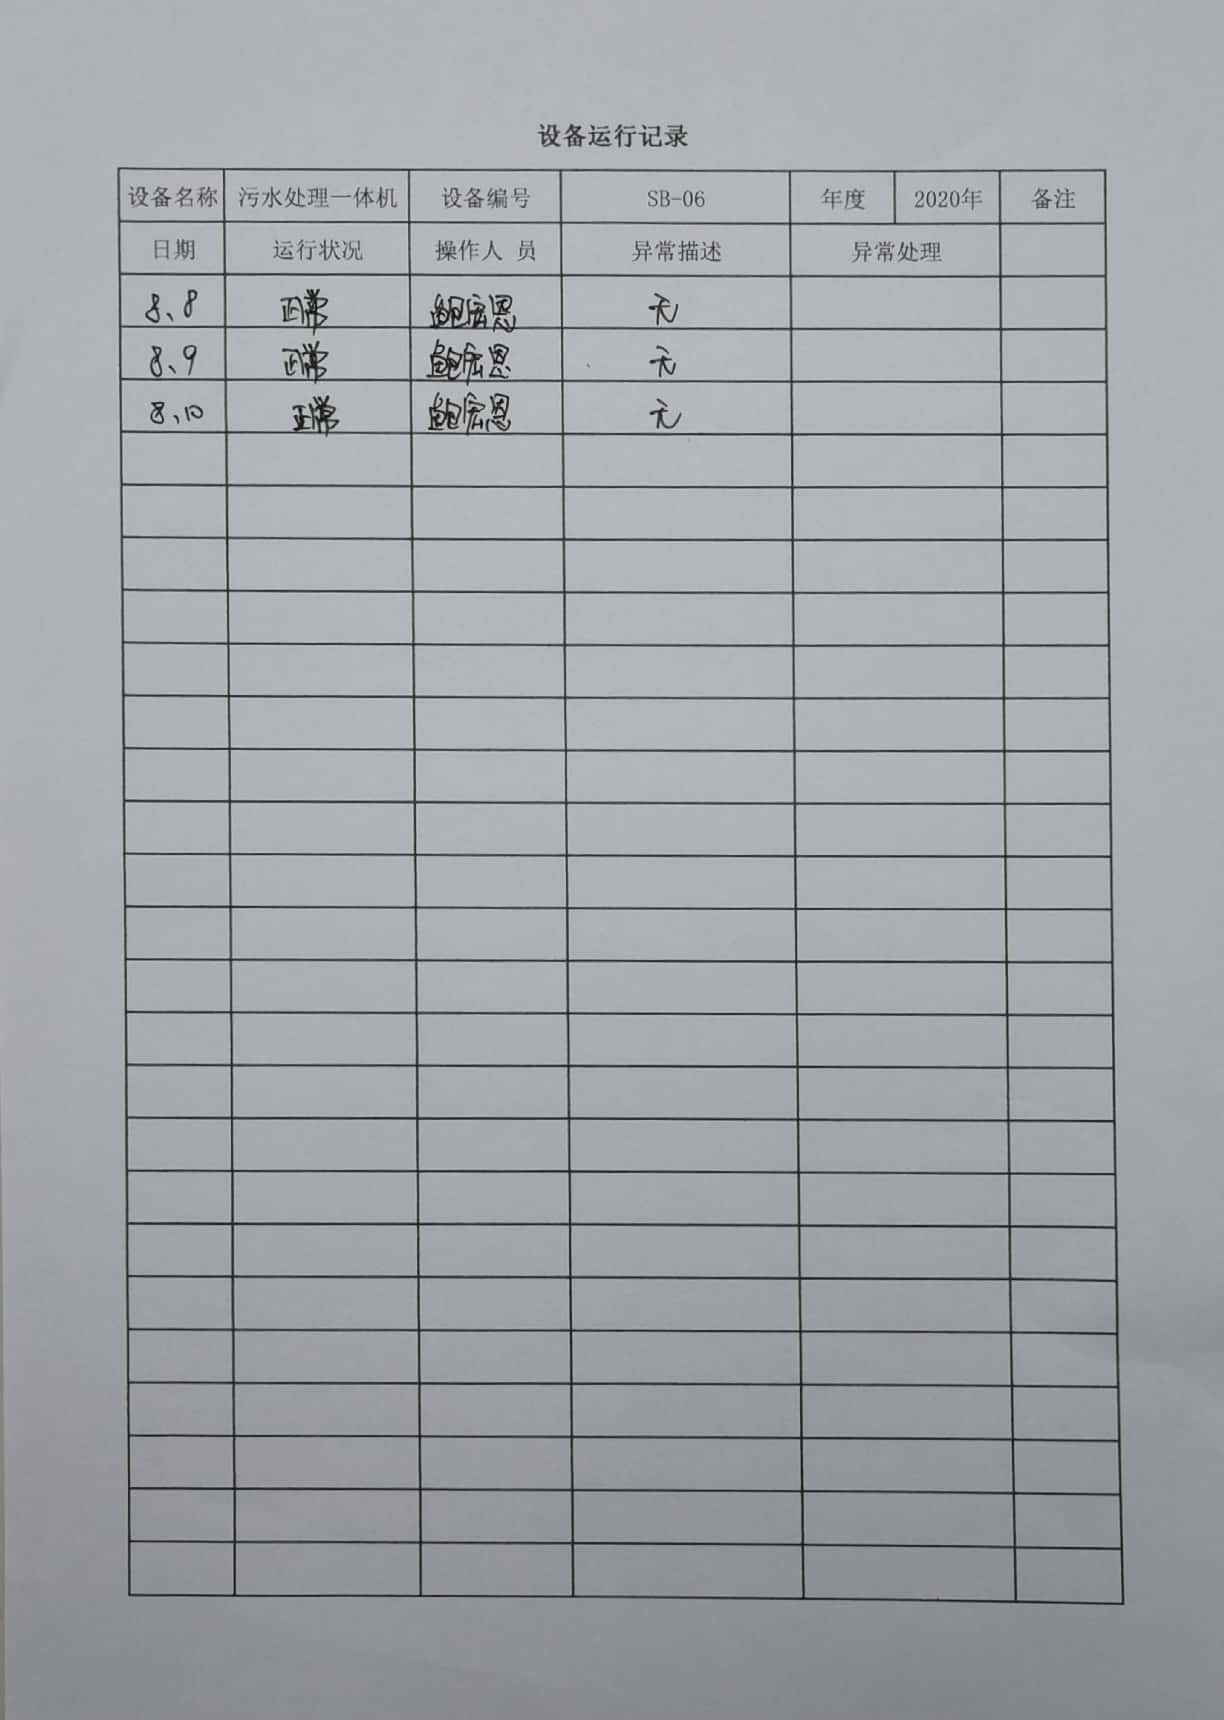 设备运行记录
设备名称 污水处理一体机 设备编号 SB-06 年度 2020年 备注
日期 运行状况 操作人 员 异常描述 异常处理
8、8 正常 鲍宏恩 无
8、9 正常 鲍宏恩 无
8、10 正常 鲍宏恩 无